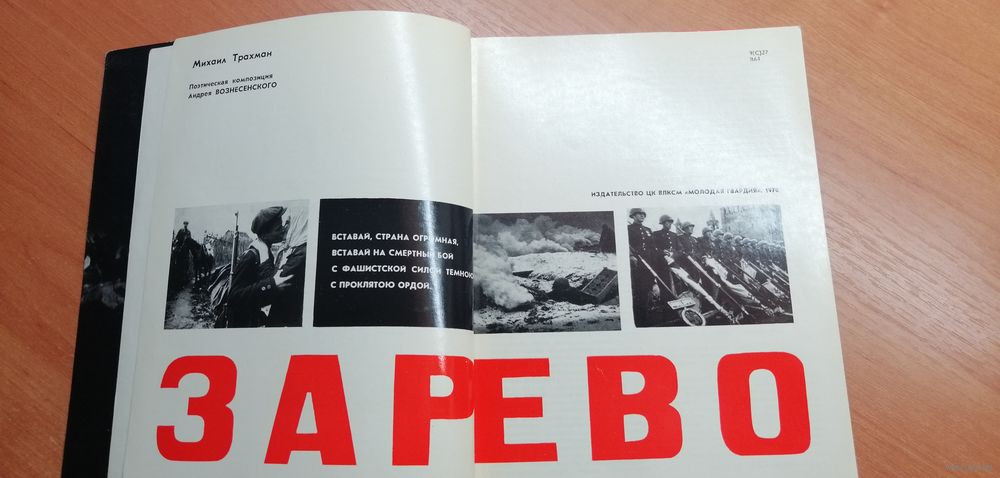 Михаил Трахман
Поэтическая композиция
Андрея ВОЗНЕСЕНСКОГО
ИЗДАТЕЛЬСТВО ЦК ВЛКСМ «МОЛОДАЯ ГВАРДИЯ», 1970
ВСТАВАЙ, СТРАНА ОГРОМНАЯ,
ВСТАВАЙ НА СМЕРТНЫЙ БОЙ
С ФАШИСТСКОЙ СИЛОЙ ТЕМНОЮ,
С ПРОКЛЯТОЮ ОРДОЙ.
ЗАРЕВО